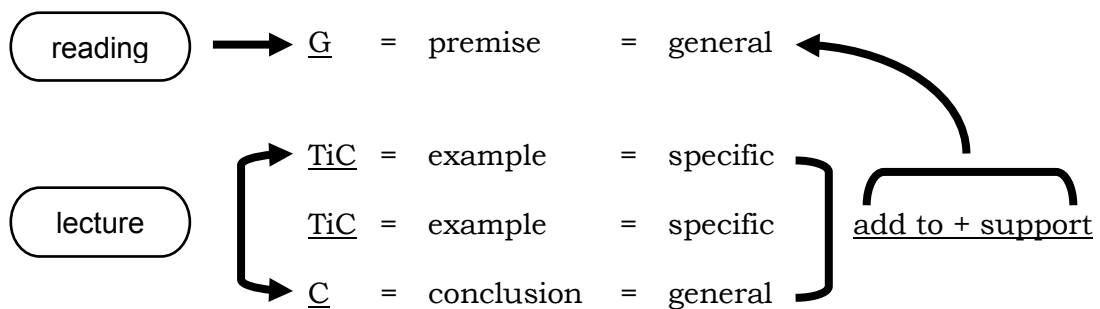 reading G = premise = general
TiC = example = specific
lecture TiC = example = specific add to + support
C = conclusion = general